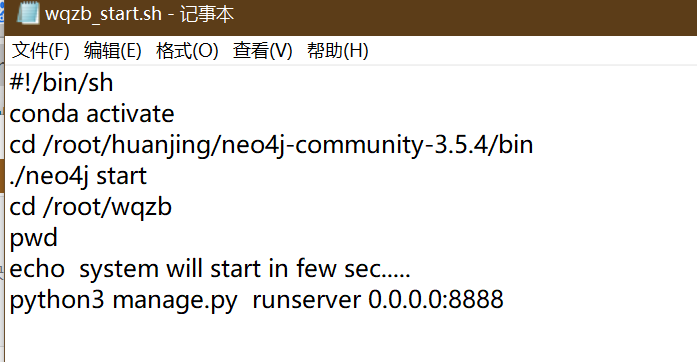 wqzb_start.sh - 记事本
文件(F) 编辑(E) 格式(O) 查看(V) 帮助(H)
#!/bin/sh
conda activate
cd /root/huanjing/neo4j-community-3.5.4/bin
./neo4j start
cd /root/wqzb
pwd
echo  system will start in few sec.....
python3 manage.py  runserver 0.0.0.0:8888